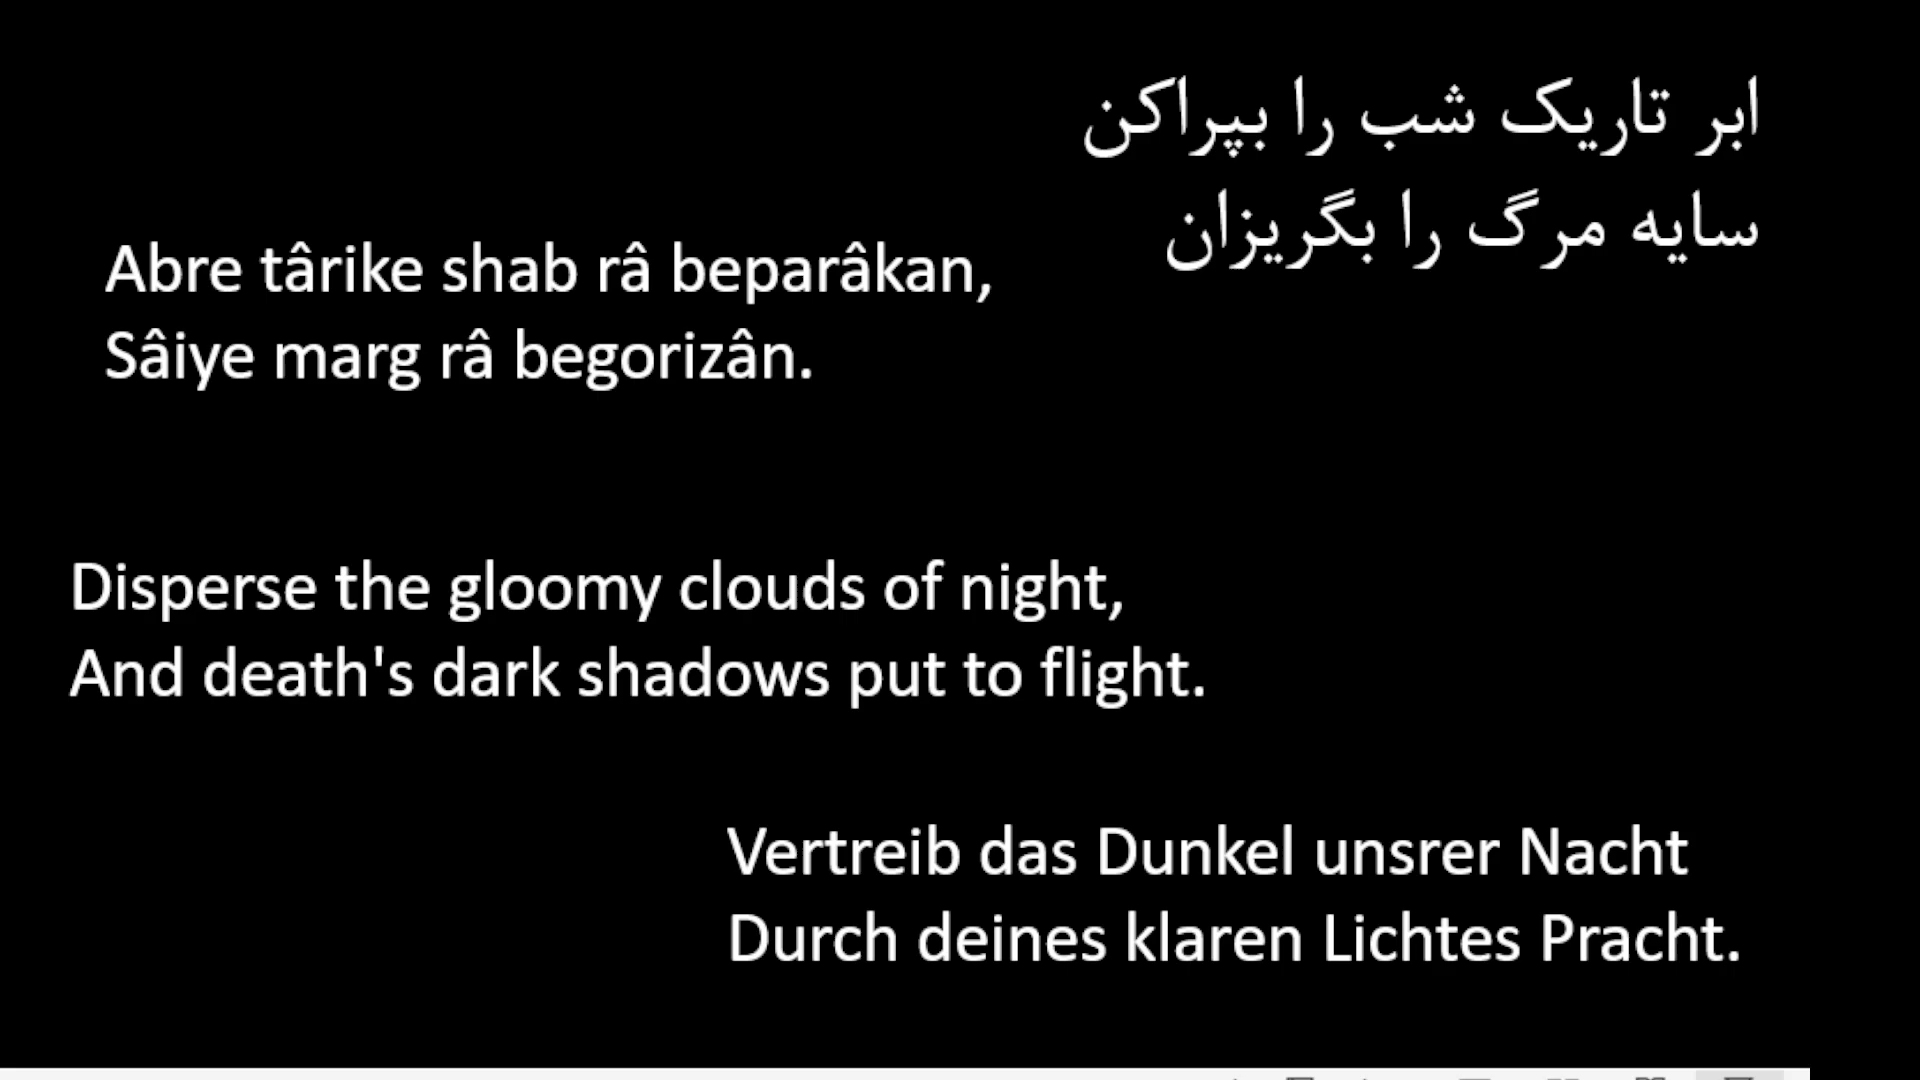 ابر تاریک شب را بپراکن
سایه مرگ را بگریزان
Abre târike shab râ beparâkan,
Sâiye marg râ begorizân.
Disperse the gloomy clouds of night,
And death's dark shadows put to flight.
Vertreib das Dunkel unsrer Nacht
Durch deines klaren Lichtes Pracht.